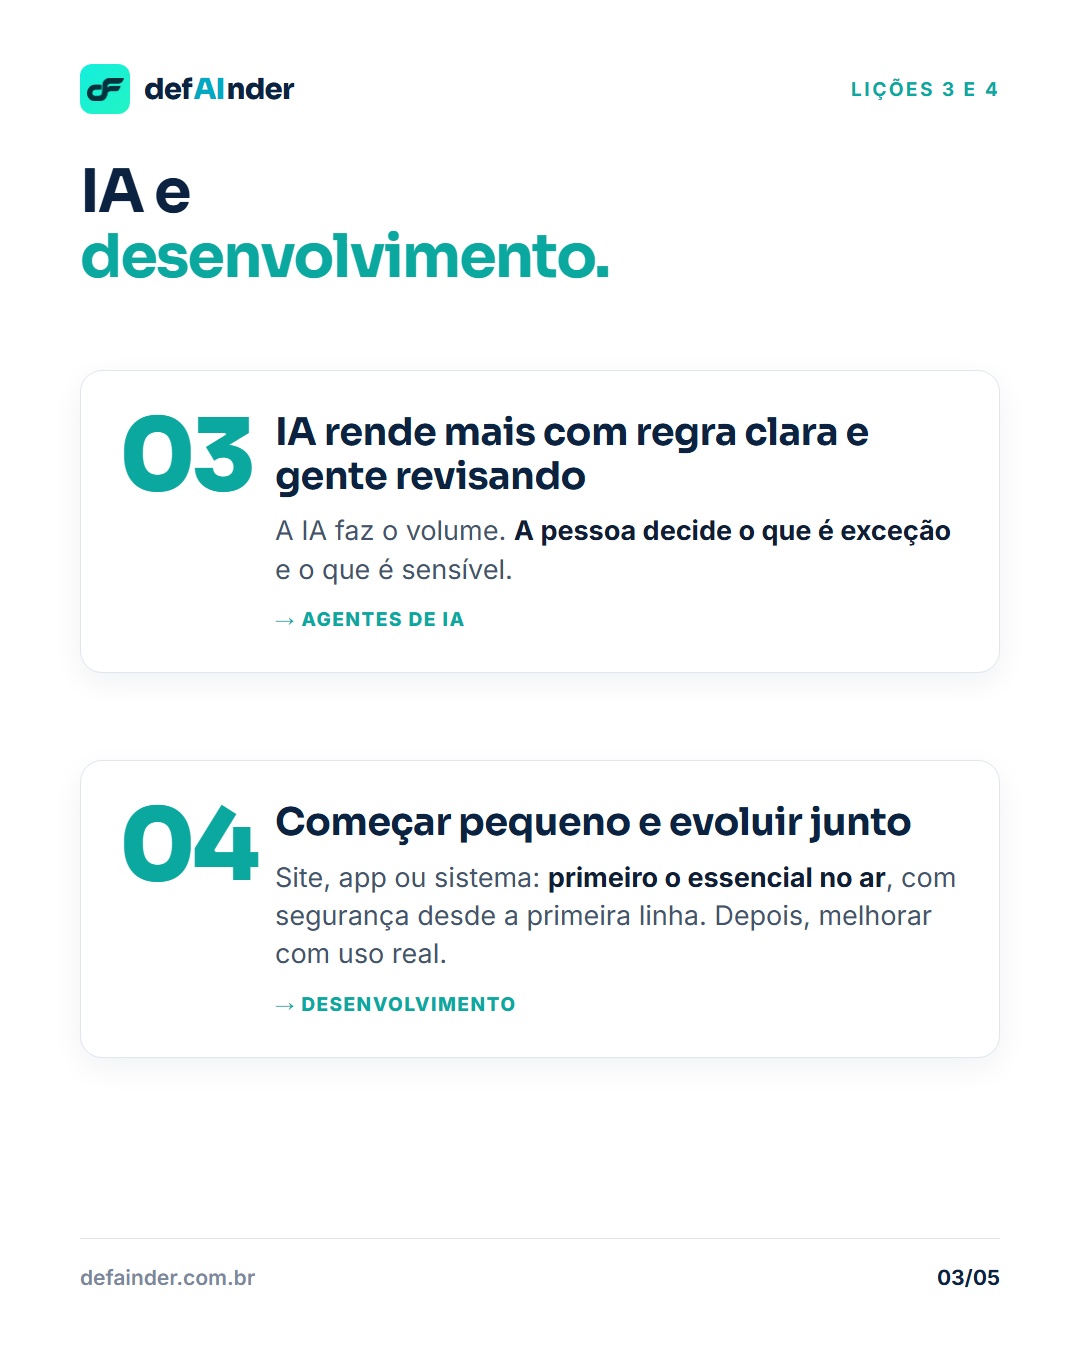 defAInder
LIÇÕES 3 E 4
IA e
desenvolvimento.
03
IA rende mais com regra clara e
gente revisando
A IA faz o volume. A pessoa decide o que é exceção
e o que é sensível.
→ AGENTES DE IA
04
Começar pequeno e evoluir junto
Site, app ou sistema: primeiro o essencial no ar, com
segurança desde a primeira linha. Depois, melhorar
com uso real.
→ DESENVOLVIMENTO
defainder.com.br
03/05